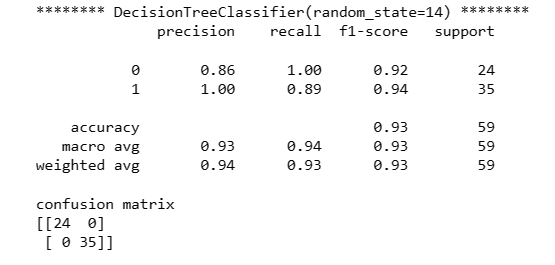 ******** DecisionTreeClassifier(random_state=14) ********
precision recall f1-score support
0 0.86 1.00 0.92 24
1 1.00 0.89 0.94 35
accuracy 0.93 59
macro avg 0.93 0.94 0.93 59
weighted avg 0.94 0.93 0.93 59
confusion matrix
[[24 0]
[ 0 35]]